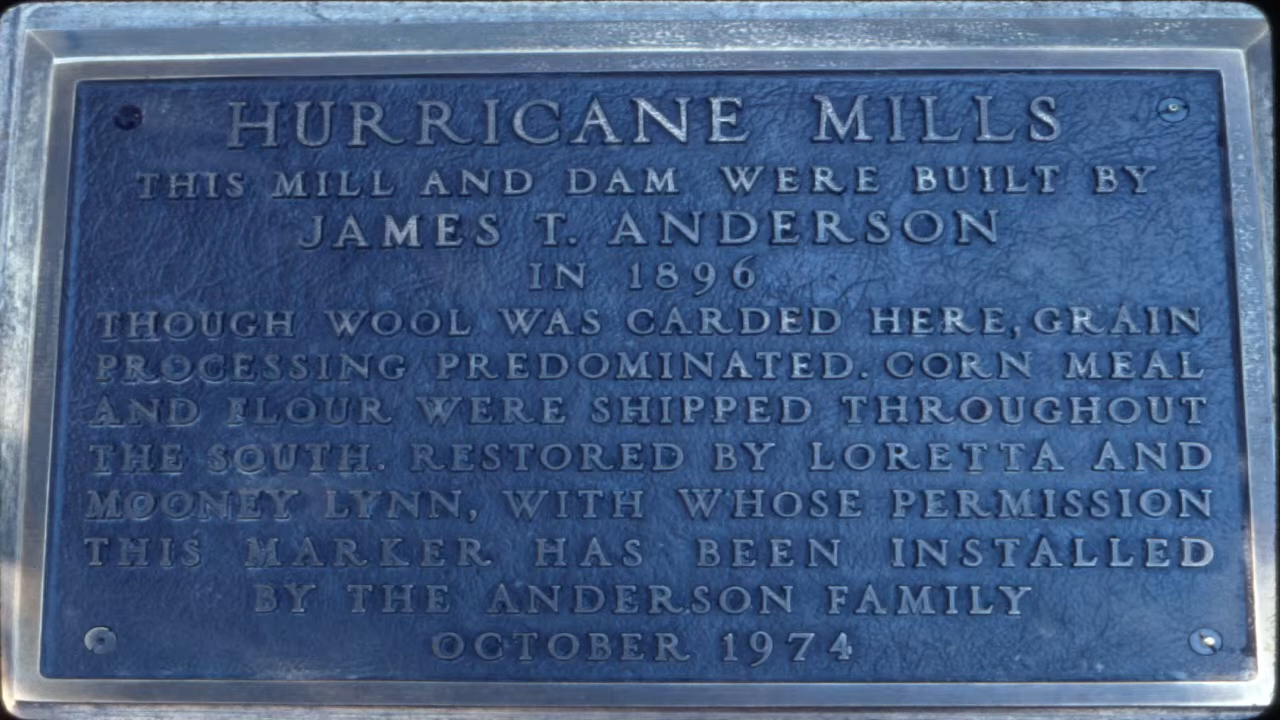 HURRICANE MILLS
THIS MILL AND DAM WERE BUILT BY
JAMES T. ANDERSON
IN 1896
THOUGH WOOL WAS CARDED HERE, GRAIN
PROCESSING PREDOMINATED. CORN MEAL
AND FLOUR WERE SHIPPED THROUGHOUT
THE SOUTH. RESTORED BY LORETTA AND
MOONEY LYNN, WITH WHOSE PERMISSION
THIS MARKER HAS BEEN INSTALLED
BY THE ANDERSON FAMILY
OCTOBER 1974